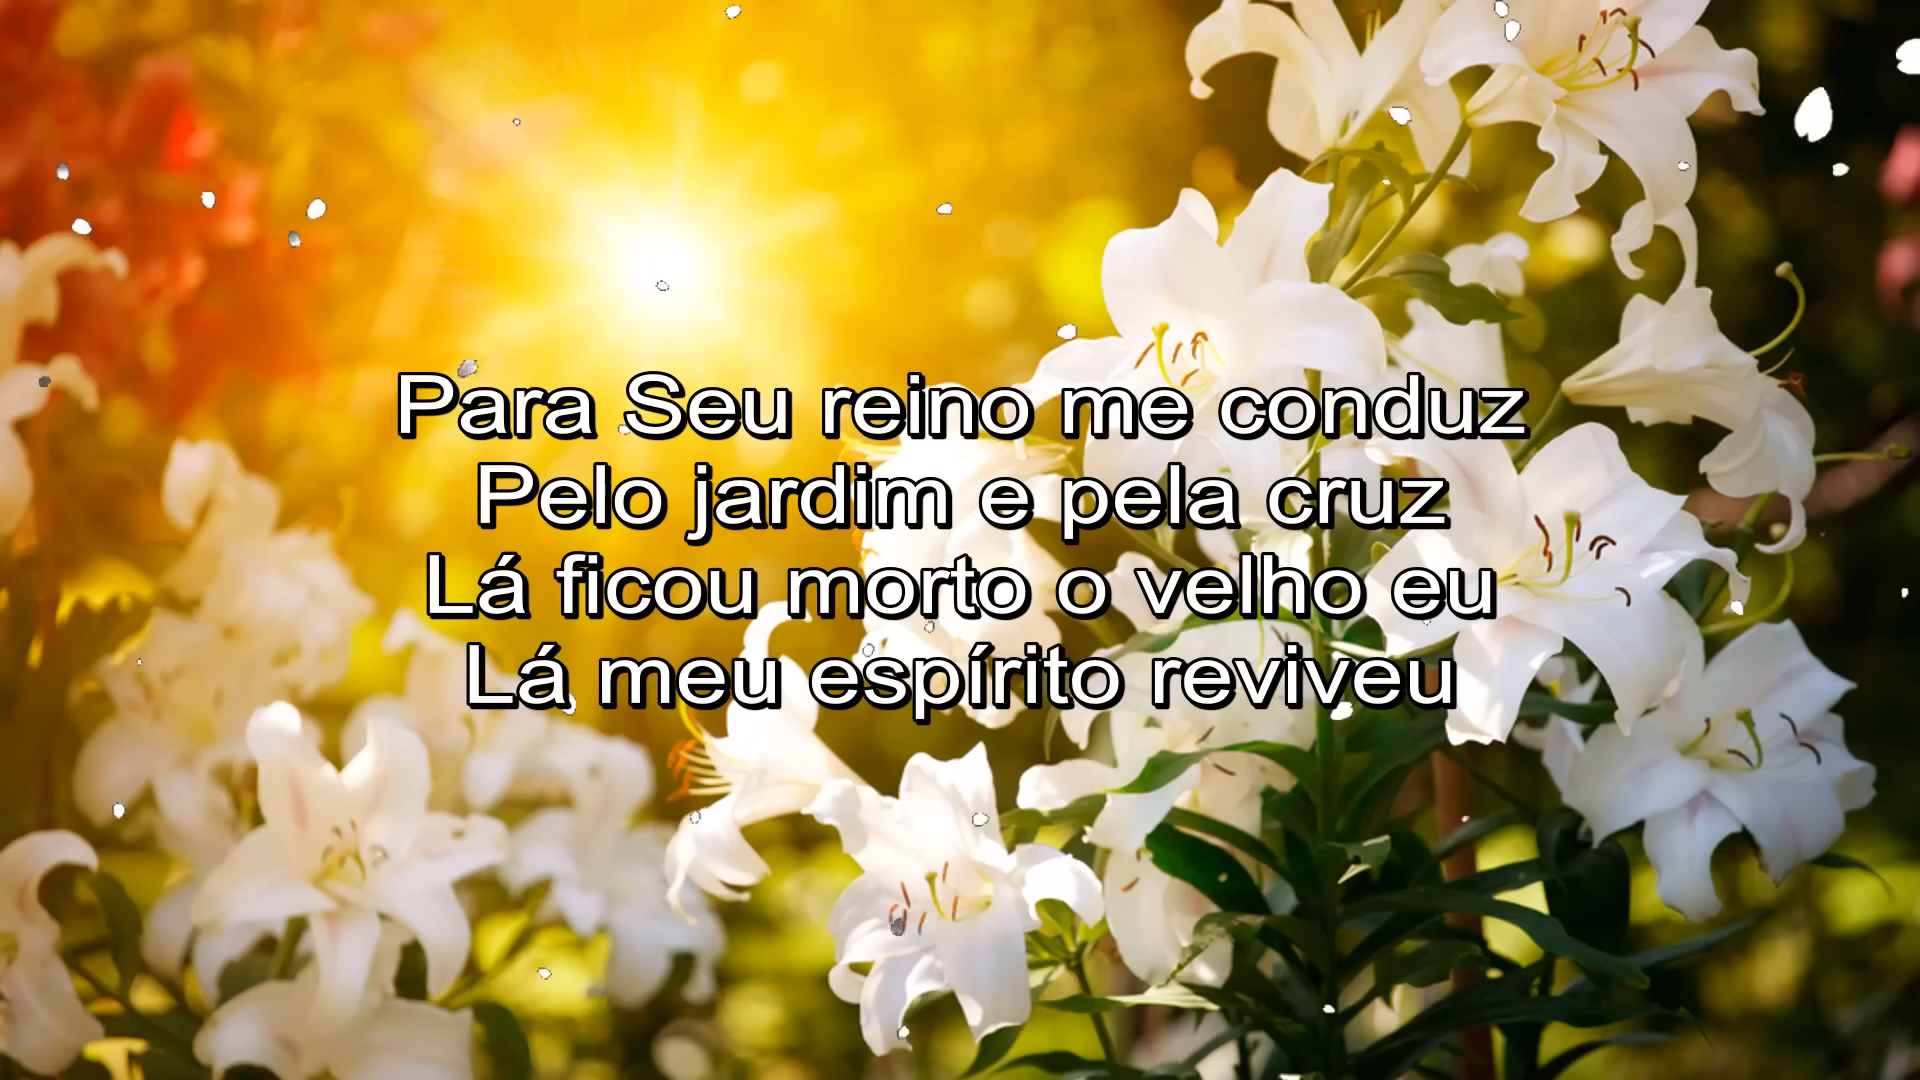 Para Seu reino me conduz
Pelo jardim e pela cruz
Lá ficou morto o velho eu
Lá meu espírito reviveu